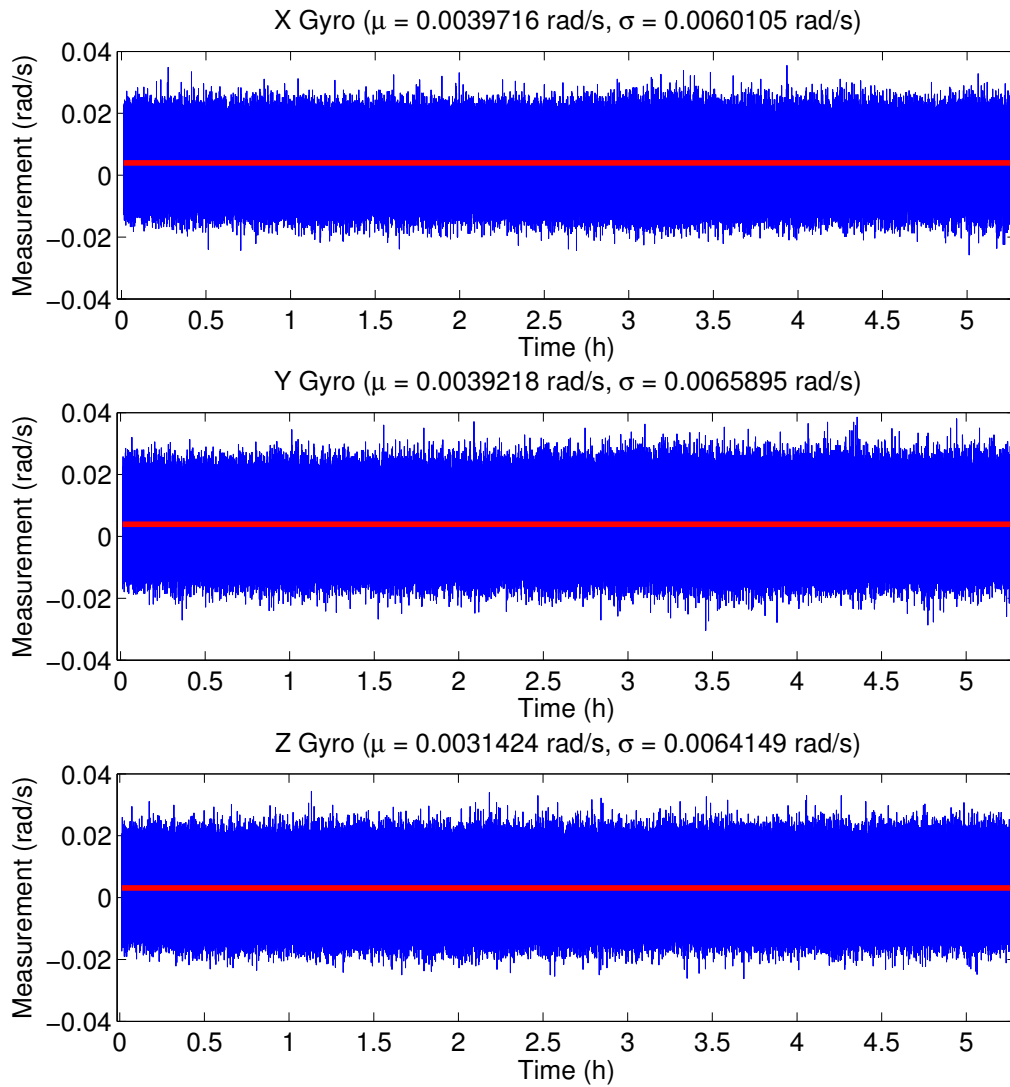 X Gyro (μ = 0.0039716 rad/s, σ = 0.0060105 rad/s)
Measurement (rad/s)
0.04
0.02
0
−0.02
−0.04
0 0.5 1 1.5 2 2.5 3 3.5 4 4.5 5
Time (h)
Y Gyro (μ = 0.0039218 rad/s, σ = 0.0065895 rad/s)
Measurement (rad/s)
0.04
0.02
0
−0.02
−0.04
0 0.5 1 1.5 2 2.5 3 3.5 4 4.5 5
Time (h)
Z Gyro (μ = 0.0031424 rad/s, σ = 0.0064149 rad/s)
Measurement (rad/s)
0.04
0.02
0
−0.02
−0.04
0 0.5 1 1.5 2 2.5 3 3.5 4 4.5 5
Time (h)